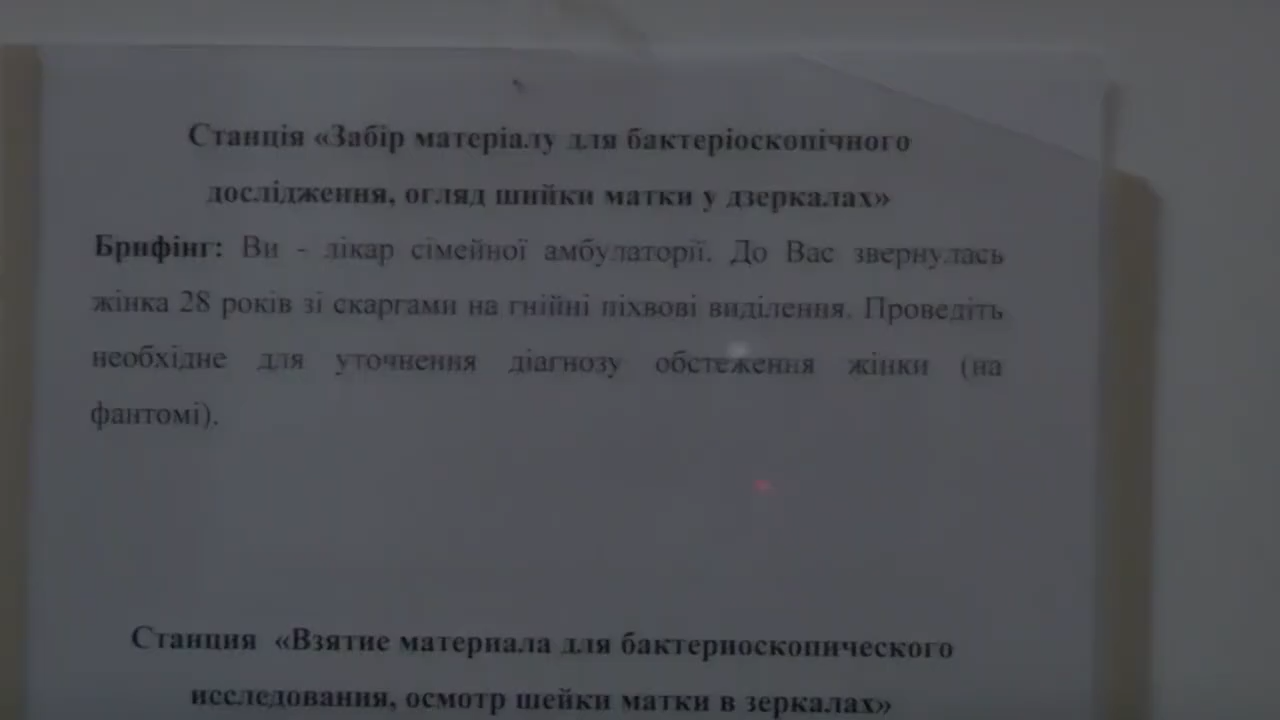 Станція «Забір матеріалу для бактеріоскопічного
дослідження, огляд шийки матки у дзеркалах»
Брифінг: Ви - лікар сімейної амбулаторії. До Вас звернулась
жінка 28 років зі скаргами на гнійні піхвові виділення. Проведіть
необхідне для уточнення діагнозу обстеження жінки (на
фантомі).
Станция «Взятие материала для бактериоскопического
исследования, осмотр шейки матки в зеркалах»